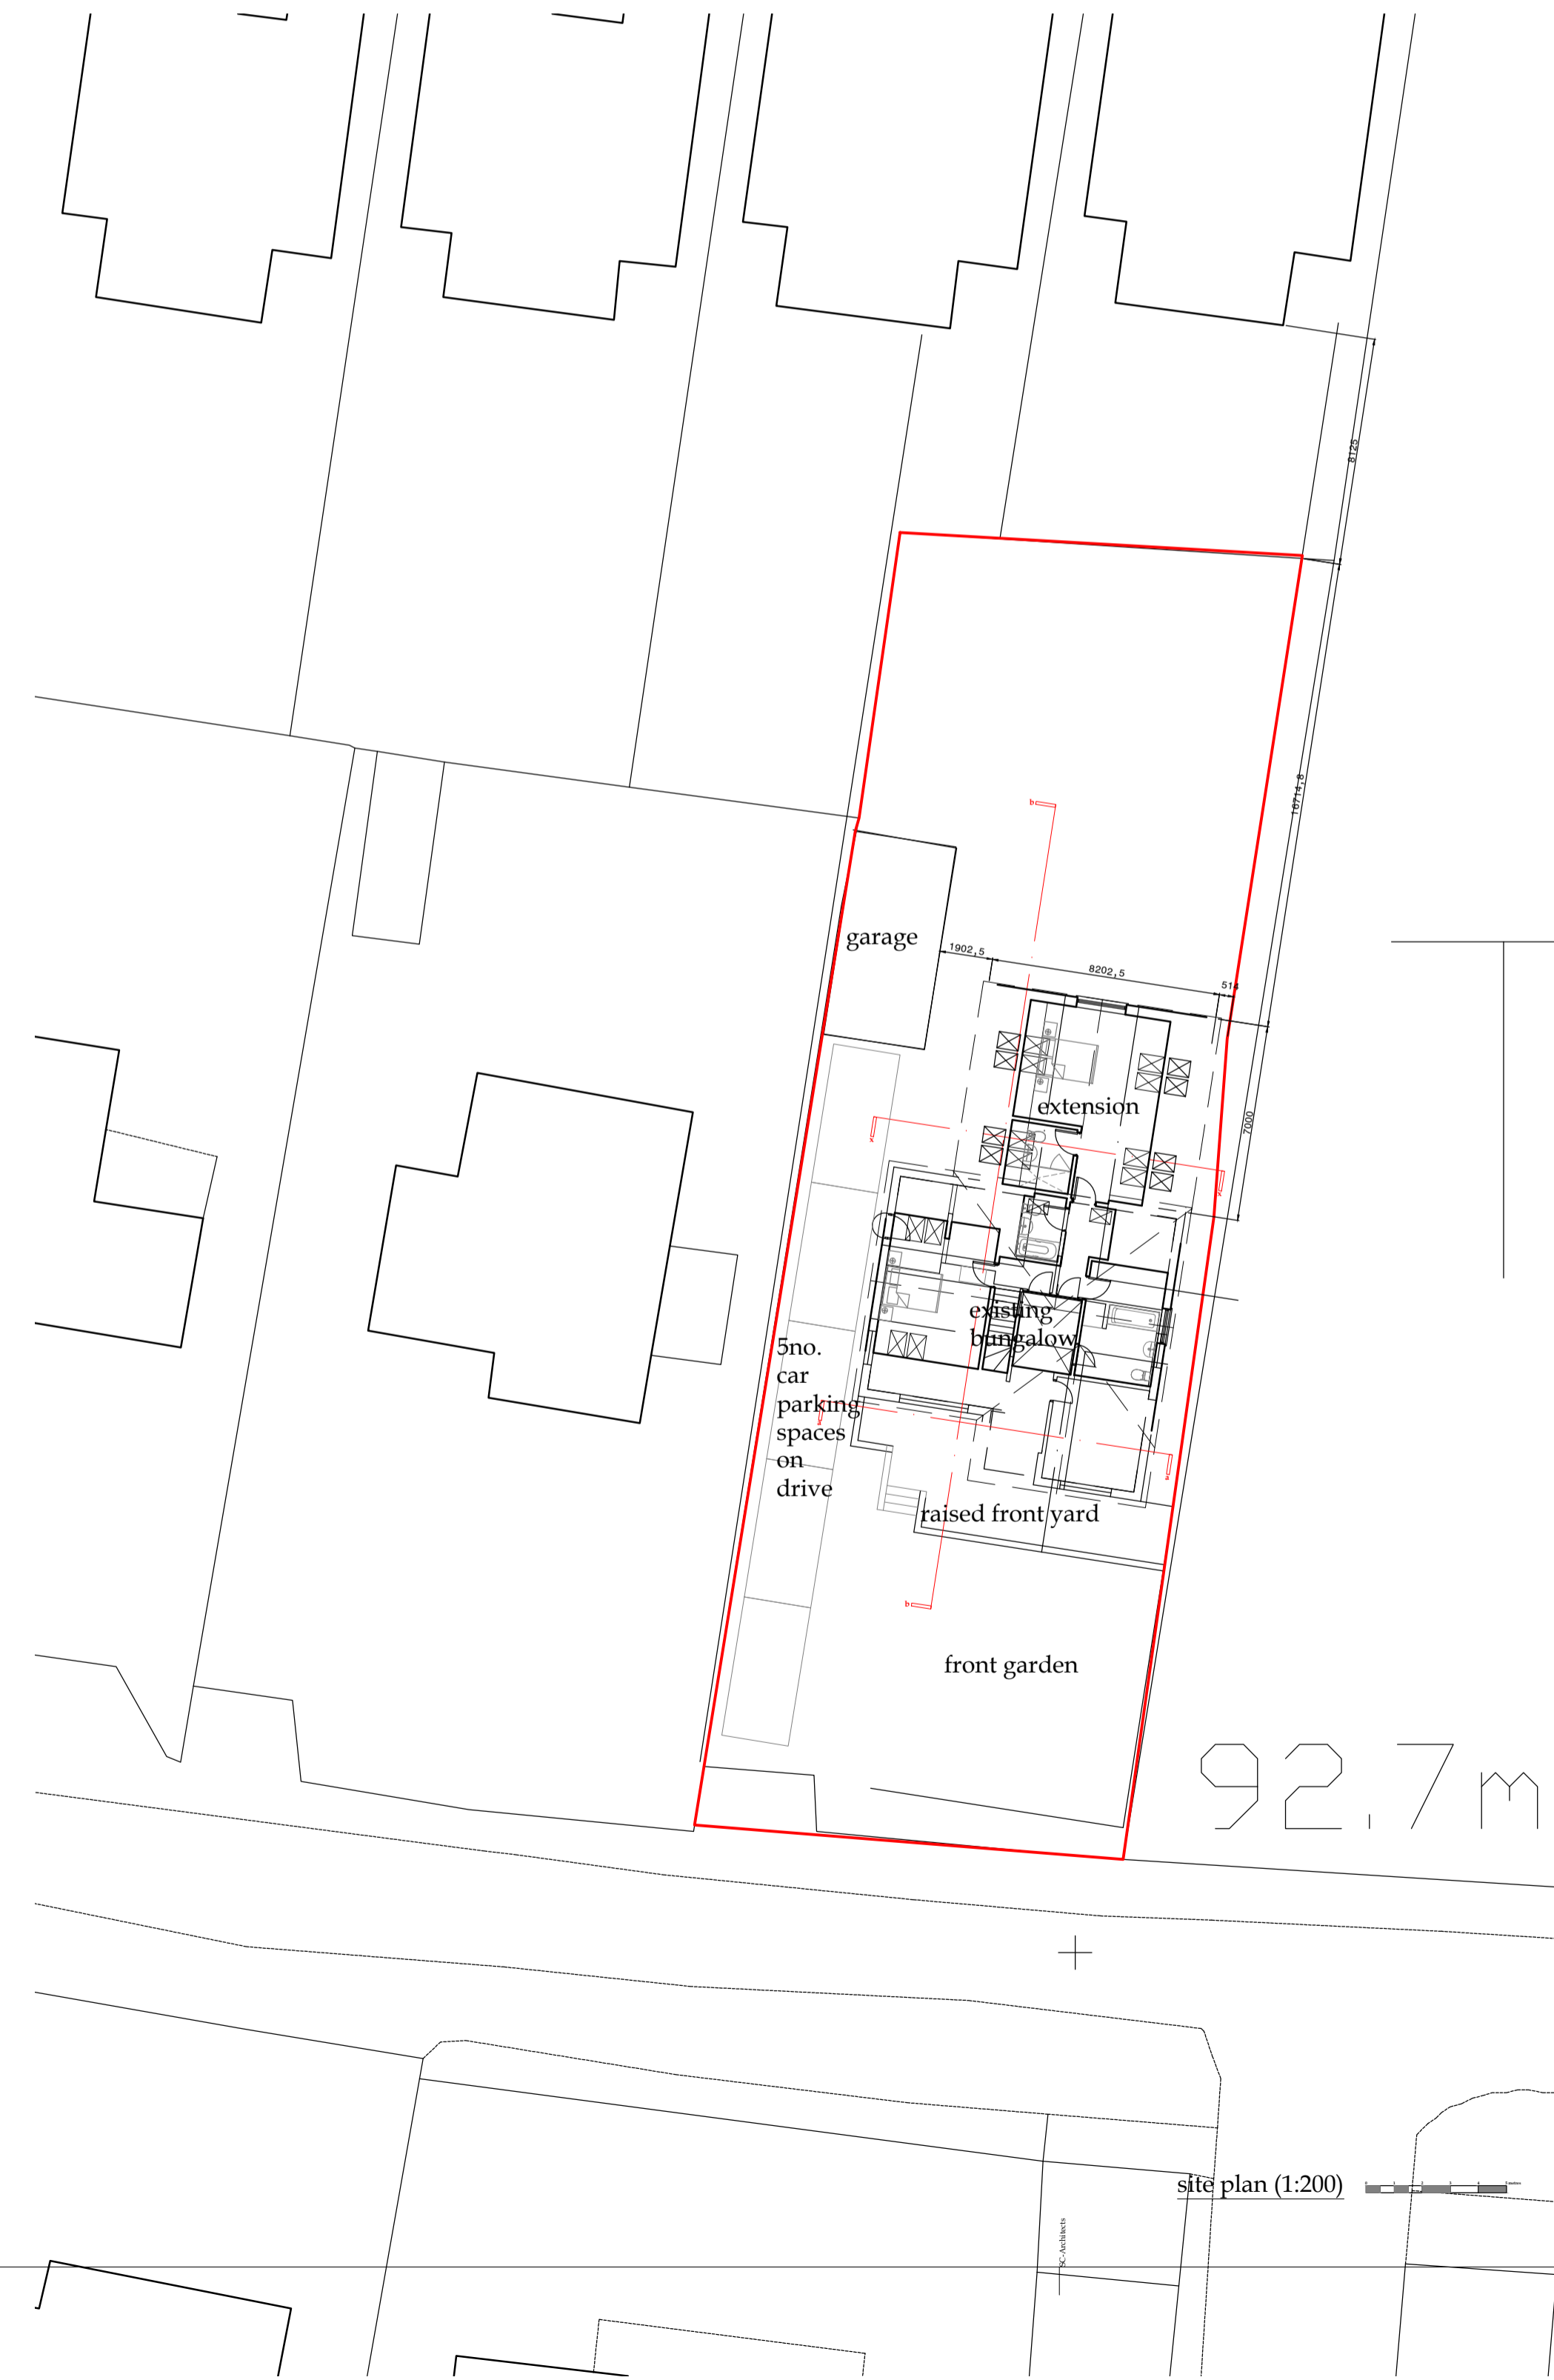 8125
16714,8
b
garage
1902,5
8202,5
514
extension
7000
existing
bungalow
5no.
car
parking
spaces
on
drive
raised front yard
b
front garden
92.7m
site plan (1:200)
SC-Architects